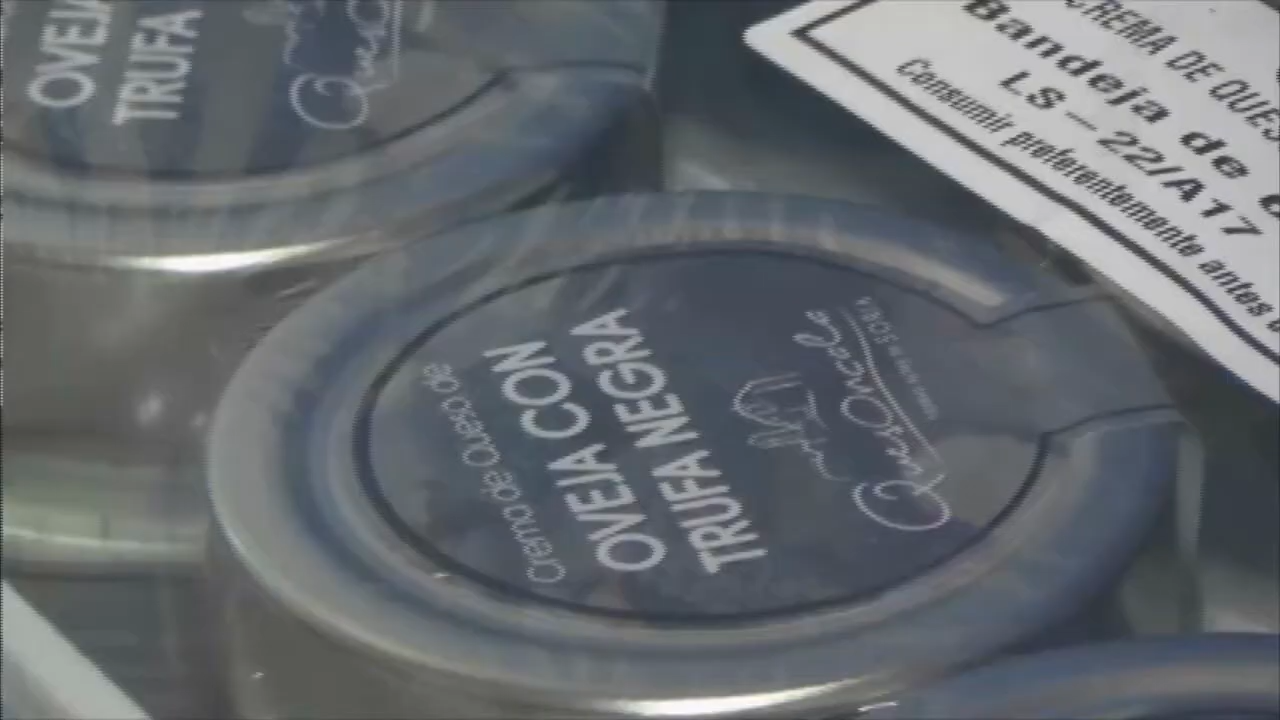 OVEJA
TRUFA
Crema de queso de
OVEJA CON
TRUFA NEGRA
QuesOncala
CREMA DE QUES
Bandeja de
LS - 22/A17
Consumir preferentemente antes